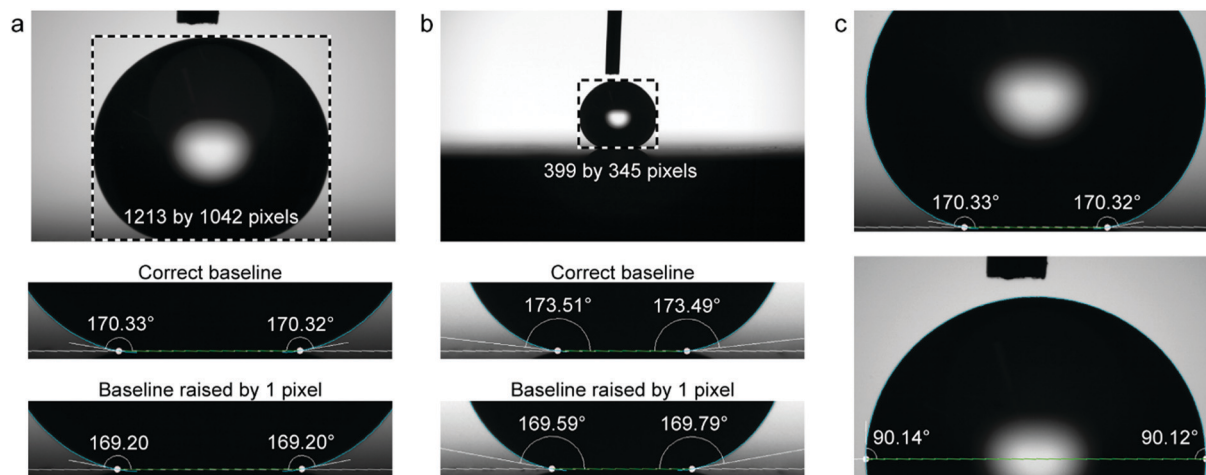 a
1213 by 1042 pixels
Correct baseline
170.33° 170.32°
Baseline raised by 1 pixel
169.20 169.20°
b
399 by 345 pixels
Correct baseline
173.51° 173.49°
Baseline raised by 1 pixel
169.59° 169.79°
c
170.33° 170.32°
90.14° 90.12°